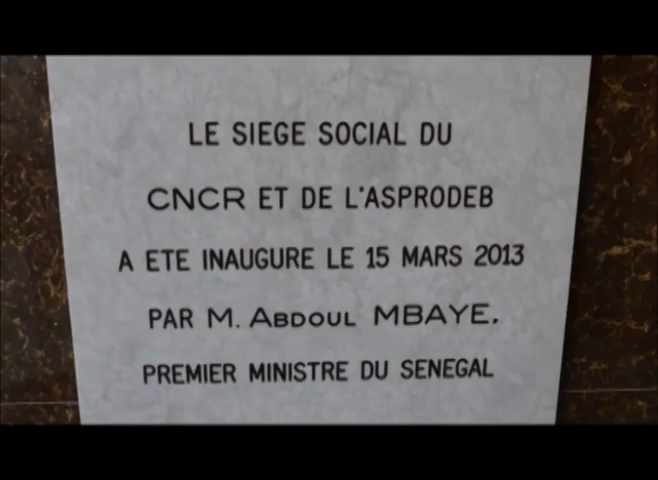 LE SIEGE SOCIAL DU
CNCR ET DE L'ASPRODEB
A ETE INAUGURE LE 15 MARS 2013
PAR M. ABDOUL MBAYE.
PREMIER MINISTRE DU SENEGAL